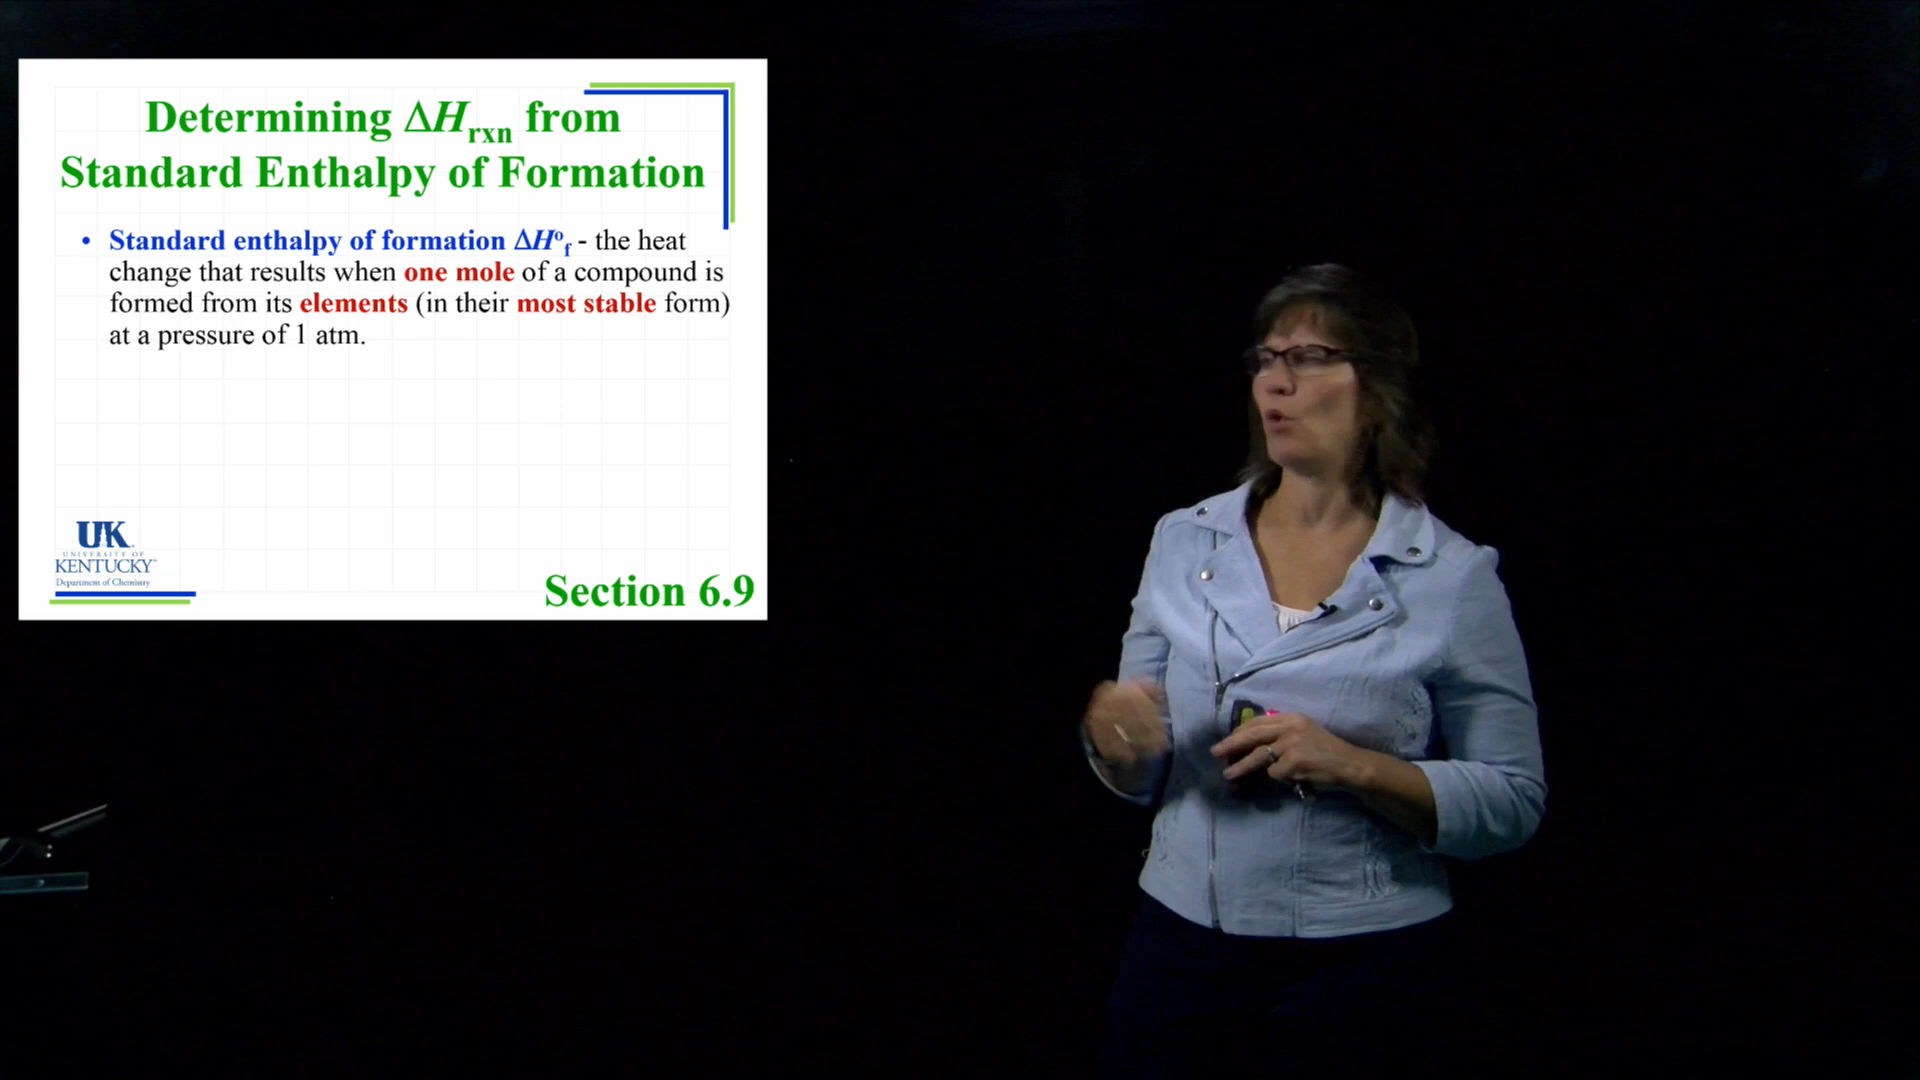 Determining ΔHrxn from
Standard Enthalpy of Formation
• Standard enthalpy of formation ΔHºf - the heat
change that results when one mole of a compound is
formed from its elements (in their most stable form)
at a pressure of 1 atm.
UK
UNIVERSITY OF
KENTUCKY™
Department of Chemistry
Section 6.9